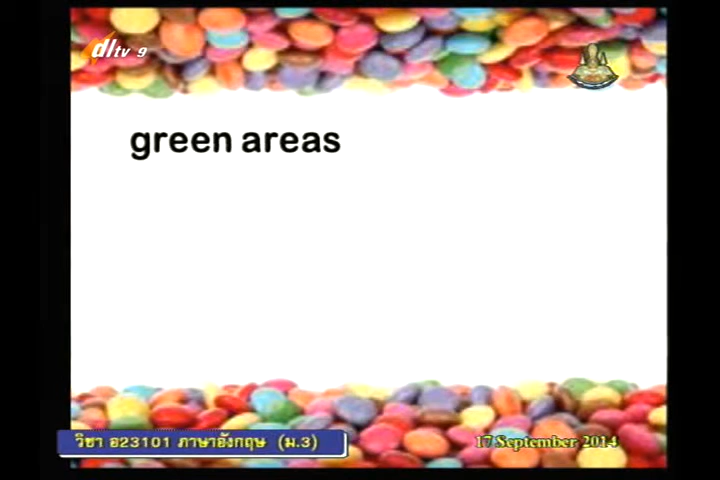 dltv 9
green areas
วิชา อ23101 ภาษาอังกฤษ (ม.3)
17 September 2014